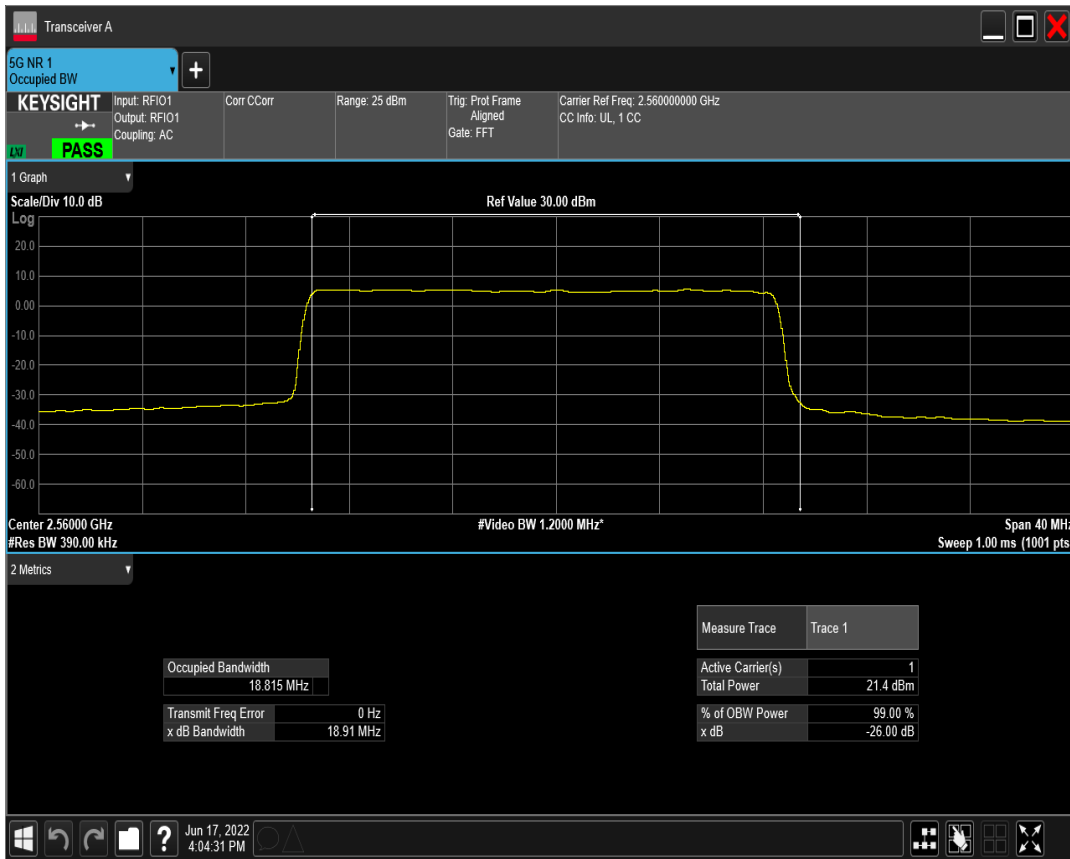 Transceiver A
5G NR 1
Occupied BW
+
KEYSIGHT
LXI
PASS
Input: RFIO1
Output: RFIO1
Coupling: AC
Corr CCorr
Range: 25 dBm
Trig: Prot Frame
Aligned
Gate: FFT
Carrier Ref Freq: 2.560000000 GHz
CC Info: UL, 1 CC
1 Graph
Scale/Div 10.0 dB
Ref Value 30.00 dBm
Log
20.0
10.0
0.00
-10.0
-20.0
-30.0
-40.0
-50.0
-60.0
Center 2.56000 GHz
#Video BW 1.2000 MHz*
Span 40 MHz
#Res BW 390.00 kHz
Sweep 1.00 ms (1001 pts
2 Metrics
Measure Trace Trace 1
Occupied Bandwidth
18.815 MHz
Active Carrier(s) 1
Total Power 21.4 dBm
Transmit Freq Error 0 Hz
x dB Bandwidth 18.91 MHz
% of OBW Power 99.00 %
x dB -26.00 dB
?
Jun 17, 2022
4:04:31 PM